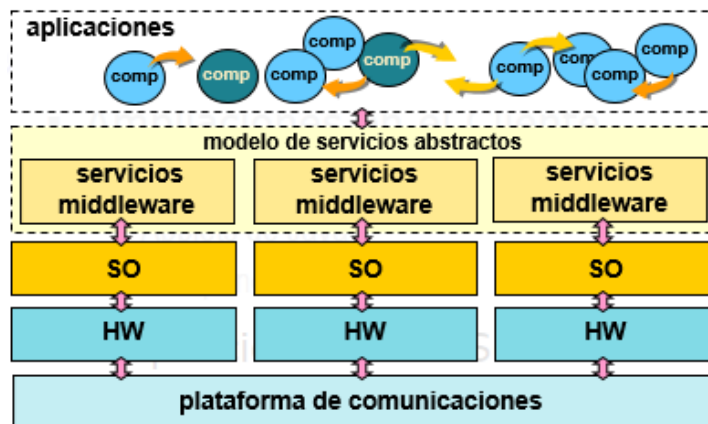 aplicaciones
comp
comp
comp
comp
comp
comp
comp
comp
comp
modelo de servicios abstractos
servicios
middleware
servicios
middleware
servicios
middleware
SO
SO
SO
HW
HW
HW
plataforma de comunicaciones